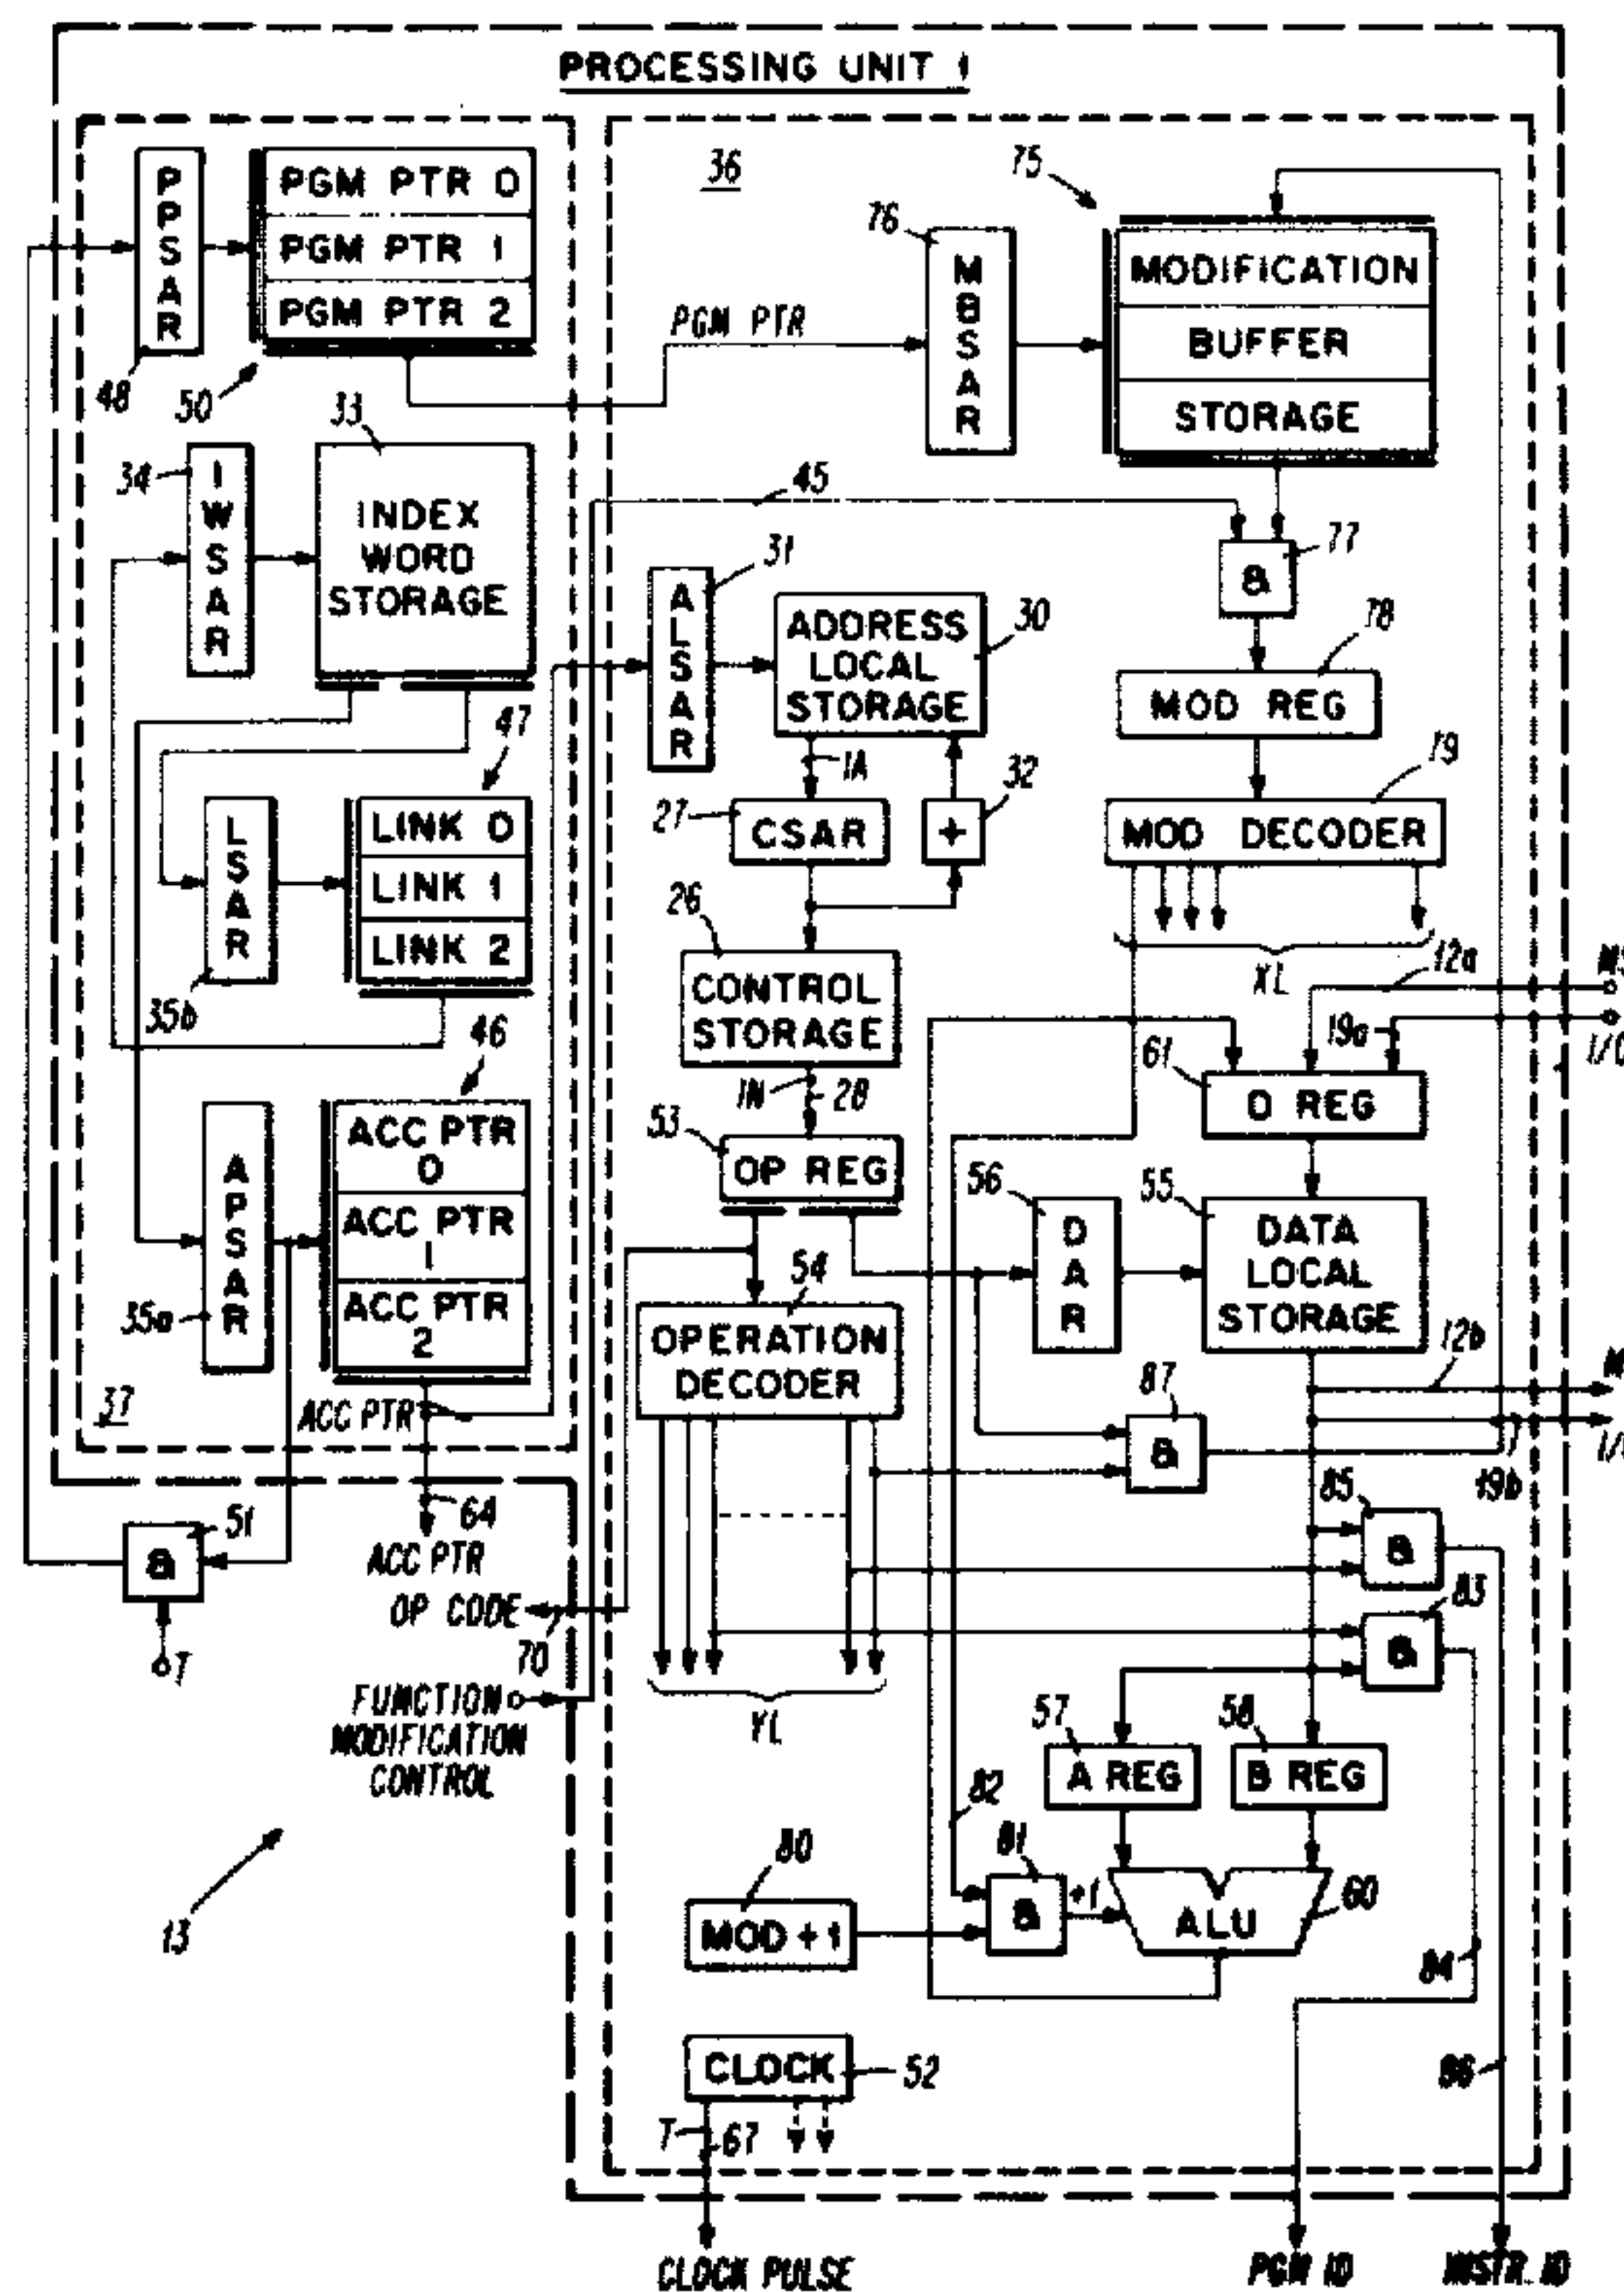 PROCESSING UNIT 1
PPSAR
48
PGM PTR 0
PGM PTR 1
PGM PTR 2
50
36
75
76
MBSAR
MODIFICATION
BUFFER
STORAGE
PGM PTR
33
34
IWSAR
INDEX
WORD
STORAGE
45
77
&
31
ALSAR
ADDRESS
LOCAL
STORAGE
30
78
MOD REG
47
IA
32
79
LSAR
35b
LINK 0
LINK 1
LINK 2
27
CSAR
+
MOD DECODER
26
CONTROL
STORAGE
XL
12a
19a
46
IN
28
61
D REG
I/O
APSAR
35a
ACC PTR
0
ACC PTR
1
ACC PTR
2
53
OP REG
56
DAR
55
DATA
LOCAL
STORAGE
54
OPERATION
DECODER
12b
37
ACC PTR
87
&
19b
51
&
T
64
ACC PTR
OP CODE
70
85
&
83
&
FUNCTION
MODIFICATION
CONTROL
YL
57
A REG
58
B REG
82
13
80
MOD +1
81
&
+1
ALU
60
84
CLOCK
52
T
67
86
CLOCK PULSE
PGM ID
INSTR. ID